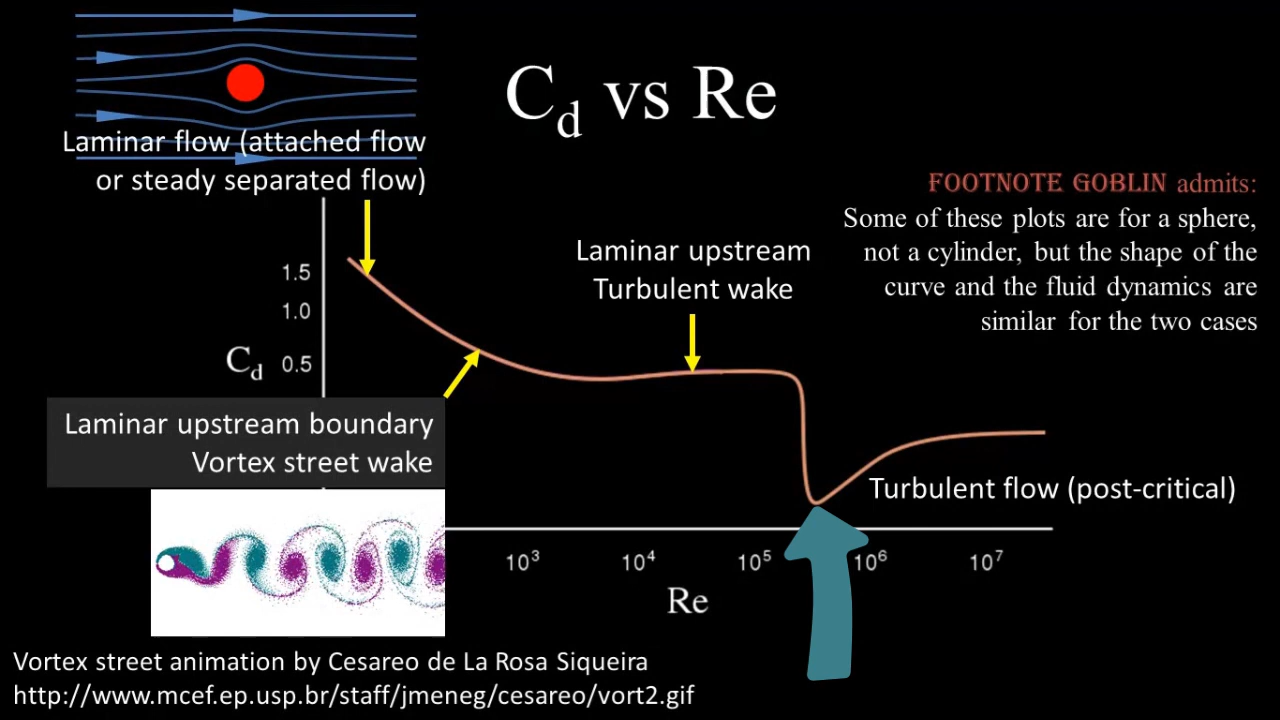 C_d vs Re
Laminar flow (attached flow
or steady separated flow)
FOOTNOTE GOBLIN admits:
Some of these plots are for a sphere,
not a cylinder, but the shape of the
curve and the fluid dynamics are
similar for the two cases
Laminar upstream
Turbulent wake
1.5
1.0
C_d 0.5
Laminar upstream boundary
Vortex street wake
Turbulent flow (post-critical)
10³ 10⁴ 10⁵ 10⁶ 10⁷
Re
Vortex street animation by Cesareo de La Rosa Siqueira
http://www.mcef.ep.usp.br/staff/jmeneg/cesareo/vort2.gif